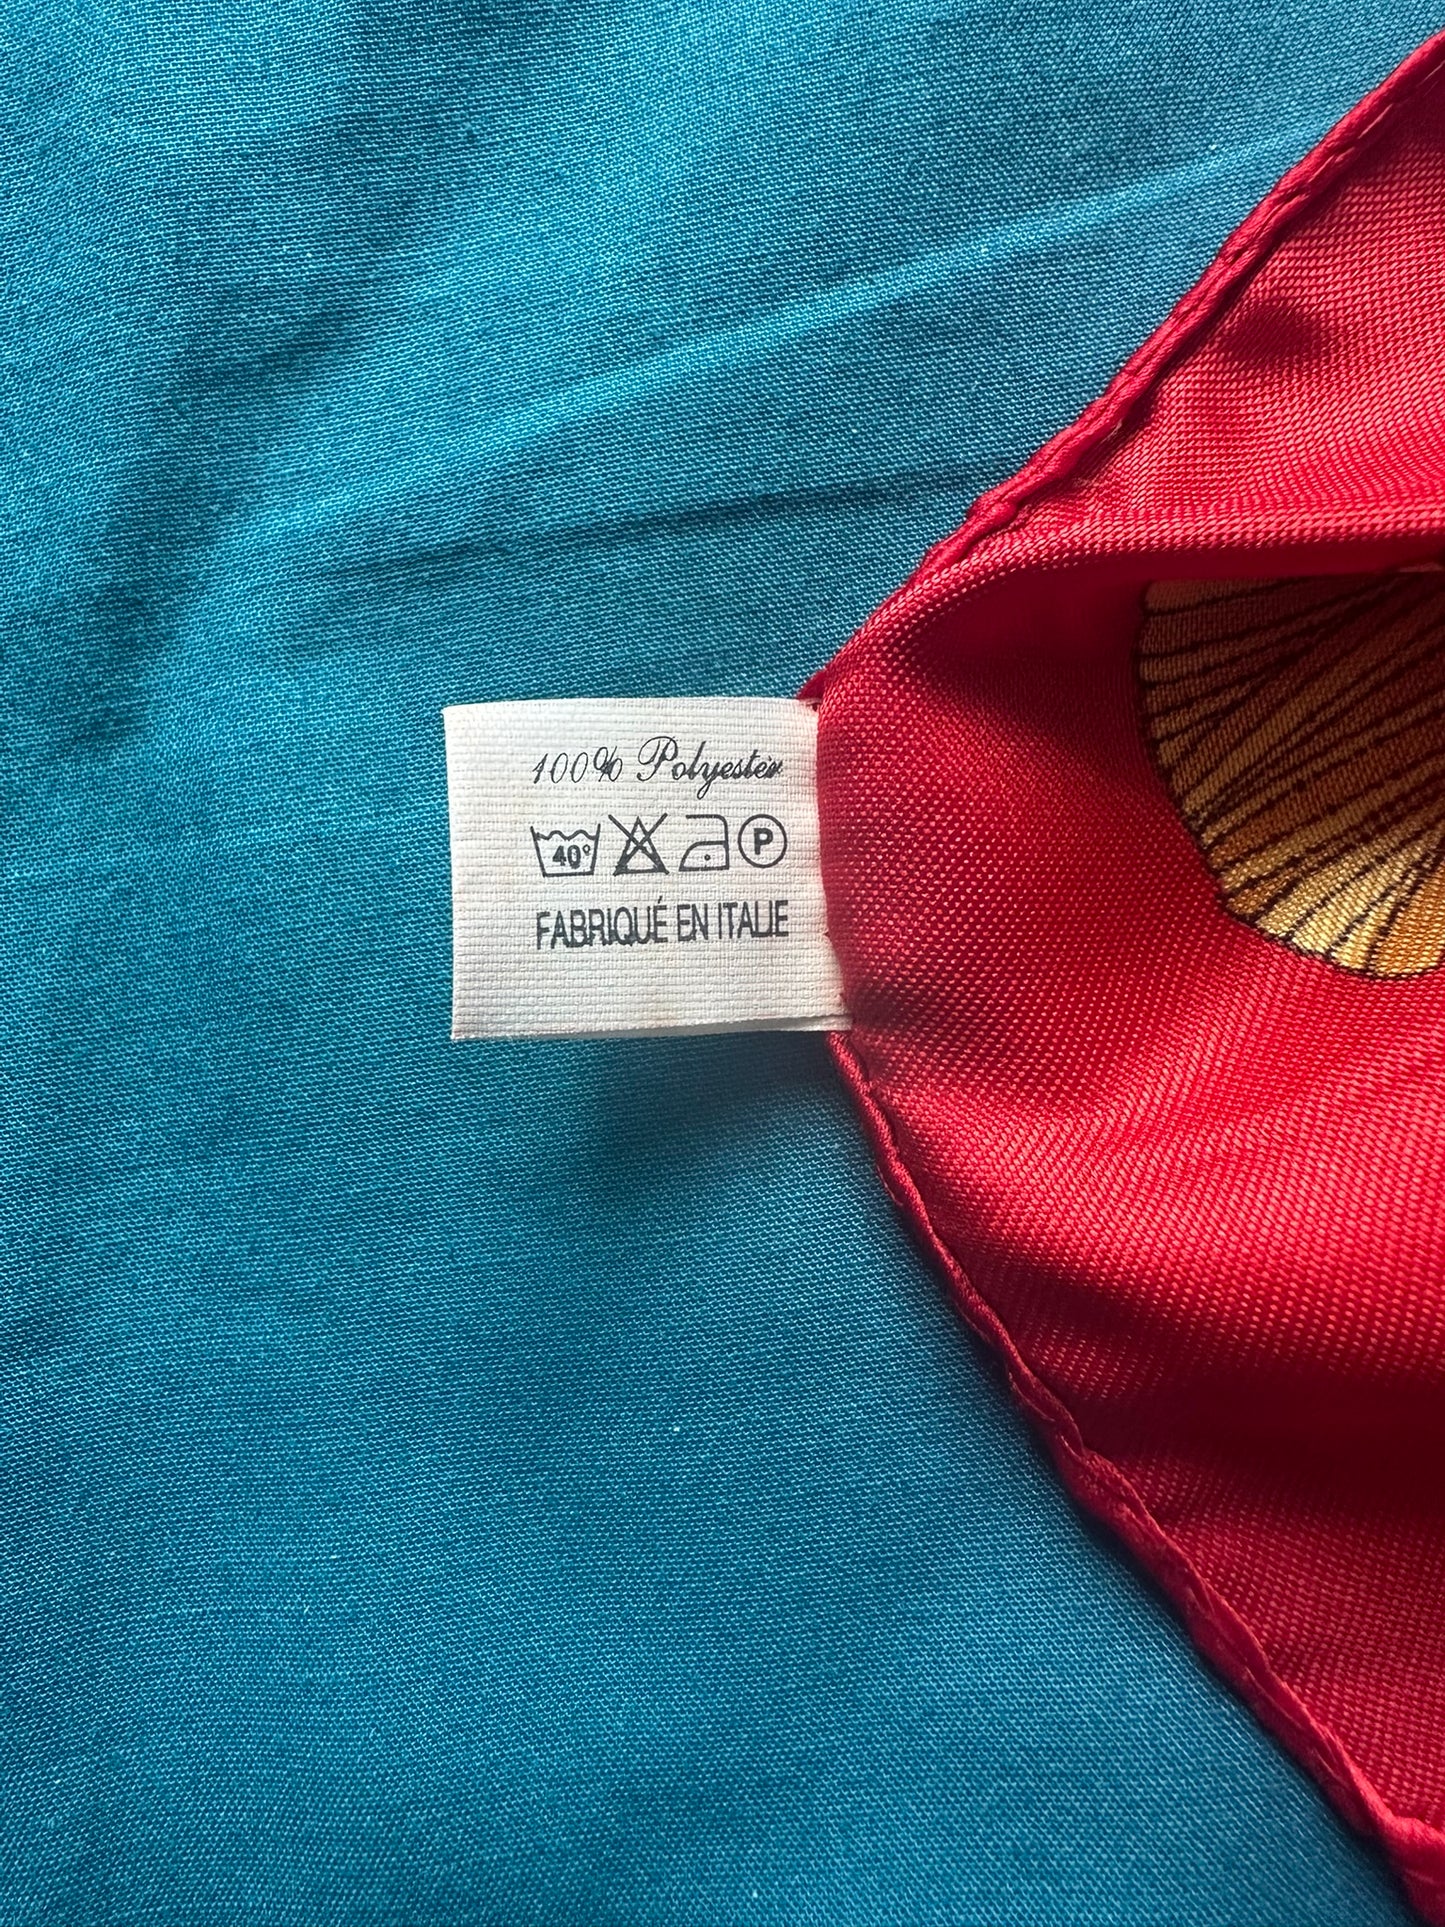 100% Polyester
40° P
FABRIQUÉ EN ITALIE